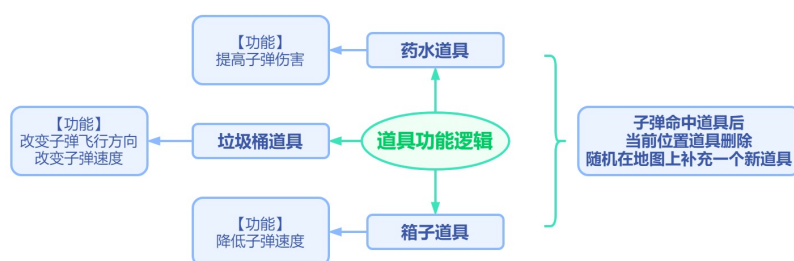 【功能】
提高子弹伤害
药水道具
【功能】
改变子弹飞行方向
改变子弹速度
垃圾桶道具
道具功能逻辑
子弹命中道具后
当前位置道具删除
随机在地图上补充一个新道具
【功能】
降低子弹速度
箱子道具